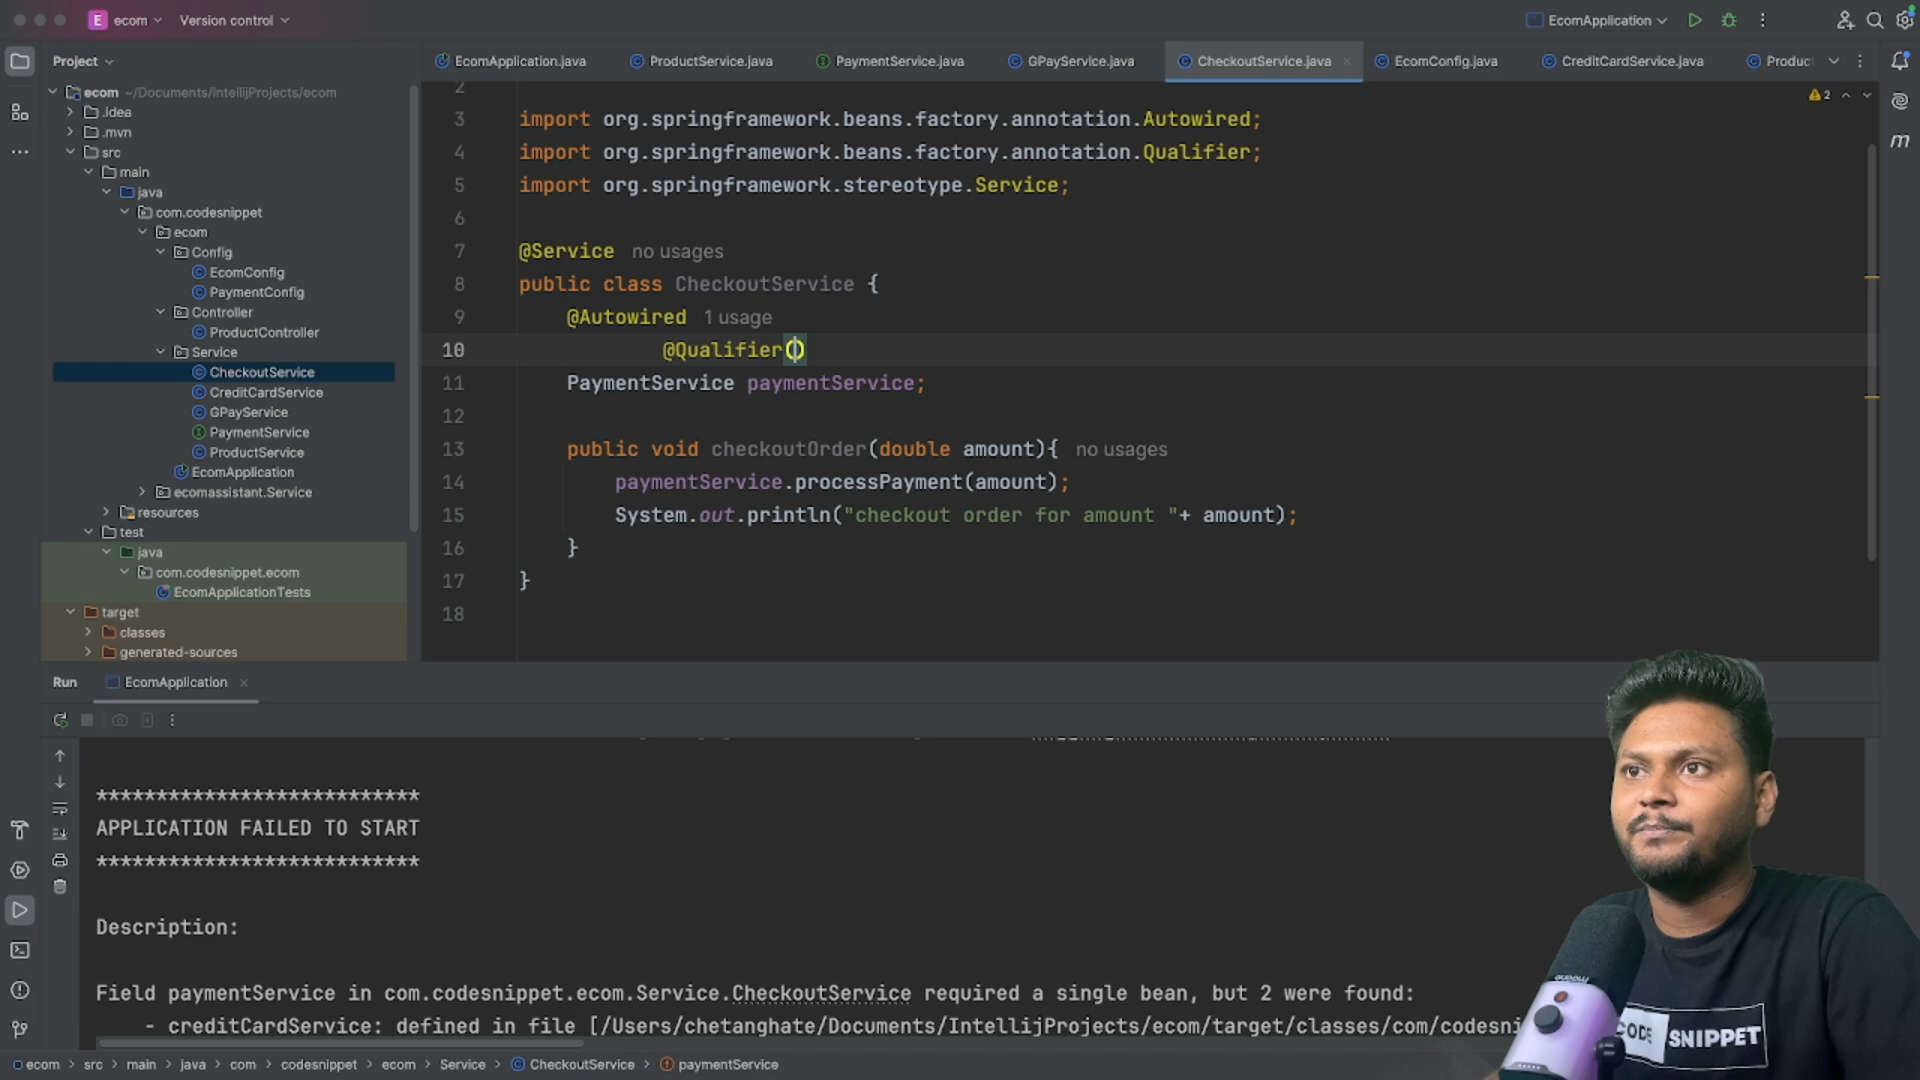 E ecom Version control EcomApplication
Project
EcomApplication.java ProductService.java PaymentService.java GPayService.java CheckoutService.java EcomConfig.java CreditCardService.java Produc
ecom ~/Documents/IntellijProjects/ecom
.idea
.mvn
src
main
java
com.codesnippet
ecom
Config
EcomConfig
PaymentConfig
Controller
ProductController
Service
CheckoutService
CreditCardService
GPayService
PaymentService
ProductService
EcomApplication
ecomassistant.Service
resources
test
java
com.codesnippet.ecom
EcomApplicationTests
target
classes
generated-sources
2
2
3 import org.springframework.beans.factory.annotation.Autowired;
4 import org.springframework.beans.factory.annotation.Qualifier;
5 import org.springframework.stereotype.Service;
6
7 @Service no usages
8 public class CheckoutService {
9 @Autowired 1 usage
10 @Qualifier()
11 PaymentService paymentService;
12
13 public void checkoutOrder(double amount){ no usages
14 paymentService.processPayment(amount);
15 System.out.println("checkout order for amount "+ amount);
16 }
17 }
18
Run EcomApplication
***************************
APPLICATION FAILED TO START
***************************
Description:
Field paymentService in com.codesnippet.ecom.Service.CheckoutService required a single bean, but 2 were found:
- creditCardService: defined in file [/Users/chetanghate/Documents/IntellijProjects/ecom/target/classes/com/codesni
ecom > src > main > java > com > codesnippet > ecom > Service > CheckoutService > paymentService
CODE SNIPPET